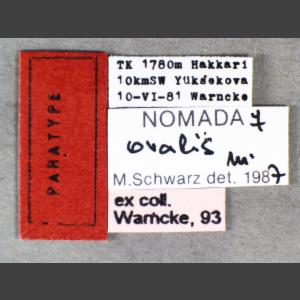 PARATYPE
TK 1780m Hakkari
10kmSW Yüksekova
10-VI-81 Warncke
NOMADA
ovalis
M.Schwarz det. 1987
ex coll.
Warncke, 93